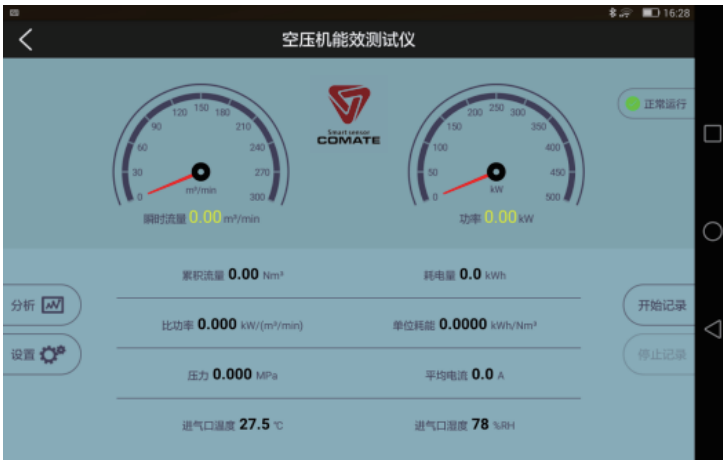 16:28
空压机能效测试仪
0
30
60
90
120
150
180
210
240
270
300
m³/min
瞬时流量 0.00 m³/min
Smart sensor
COMATE
0
50
100
150
200
250
300
350
400
450
500
kW
功率 0.00 kW
正常运行
累积流量 0.00 Nm³
耗电量 0.0 kWh
分析
比功率 0.000 kW/(m³/min)
单位耗能 0.0000 kWh/Nm³
开始记录
设置
压力 0.000 MPa
平均电流 0.0 A
停止记录
进气口温度 27.5 ℃
进气口湿度 78 %RH